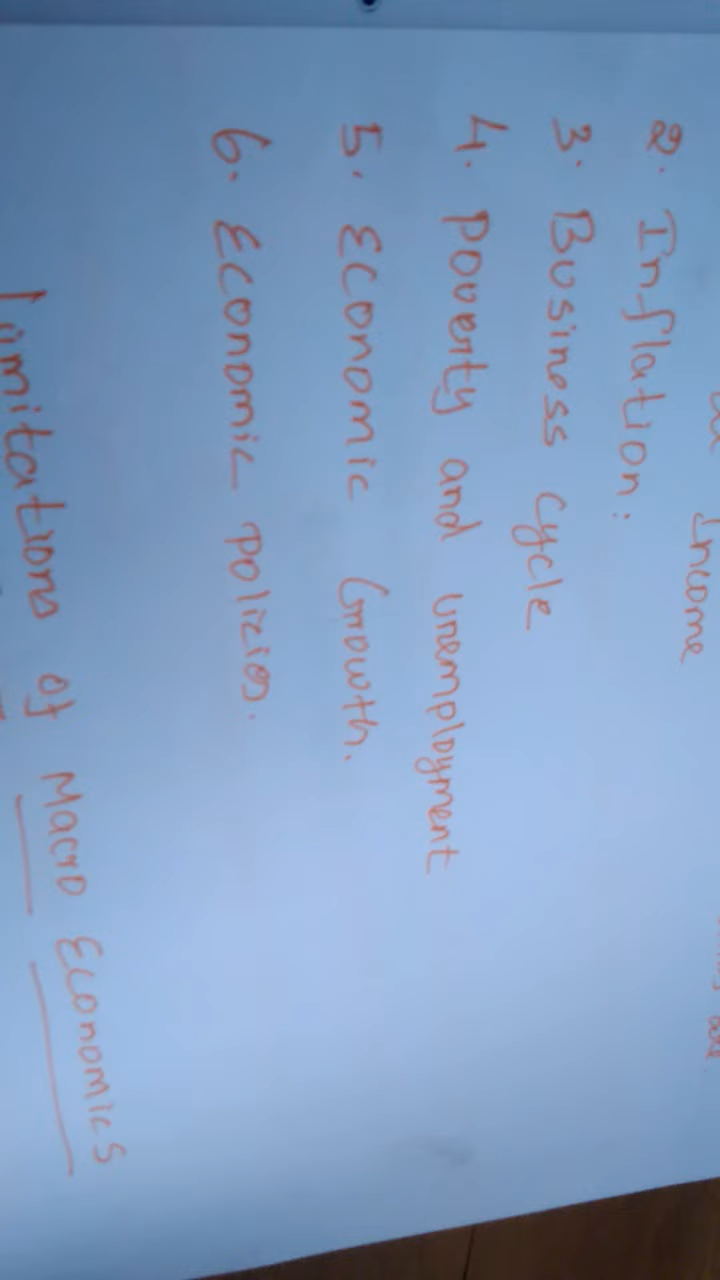 Income
2. Inflation:
3. Business cycle
4. Poverty and Unemployment
5. Economic Growth.
6. Economic policies.
Limitations of Macro Economics